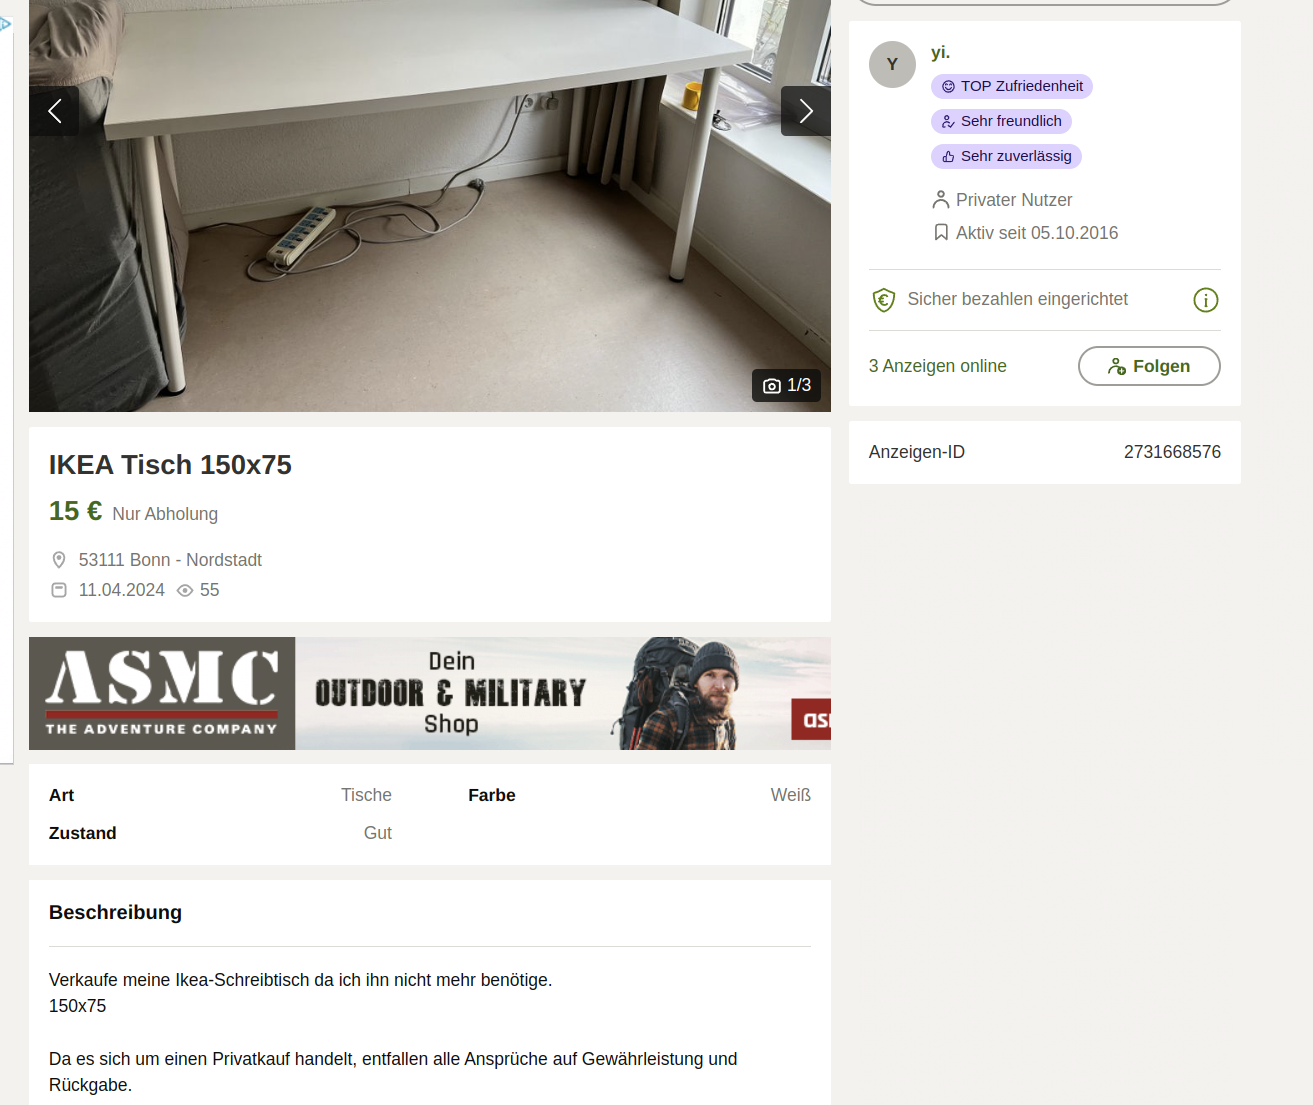 1/3
IKEA Tisch 150x75
15 € Nur Abholung
53111 Bonn - Nordstadt
11.04.2024 55
ASMC
THE ADVENTURE COMPANY
Dein
OUTDOOR & MILITARY
Shop
Art Tische Farbe Weiß
Zustand Gut
Beschreibung
Verkaufe meine Ikea-Schreibtisch da ich ihn nicht mehr benötige.
150x75
Da es sich um einen Privatkauf handelt, entfallen alle Ansprüche auf Gewährleistung und
Rückgabe.
Y
yi.
TOP Zufriedenheit
Sehr freundlich
Sehr zuverlässig
Privater Nutzer
Aktiv seit 05.10.2016
Sicher bezahlen eingerichtet
3 Anzeigen online
Folgen
Anzeigen-ID 2731668576